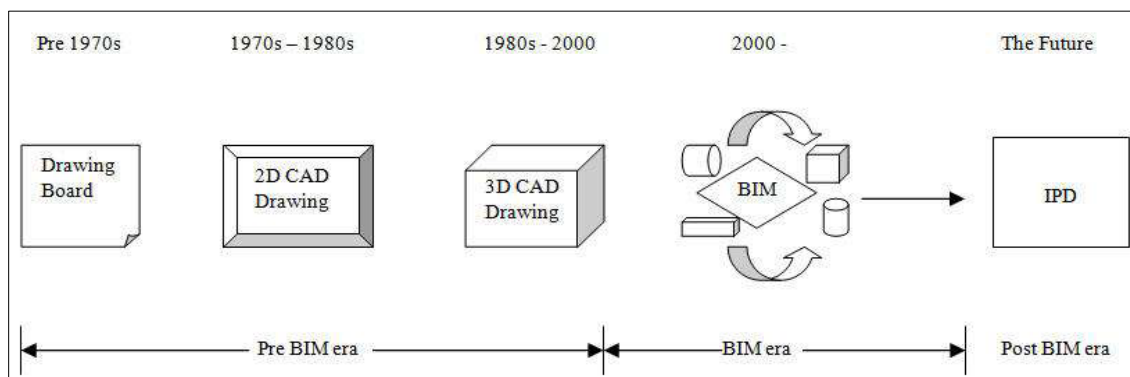 Pre 1970s
1970s – 1980s
1980s - 2000
2000 -
The Future
Drawing
Board
2D CAD
Drawing
3D CAD
Drawing
BIM
IPD
Pre BIM era
BIM era
Post BIM era